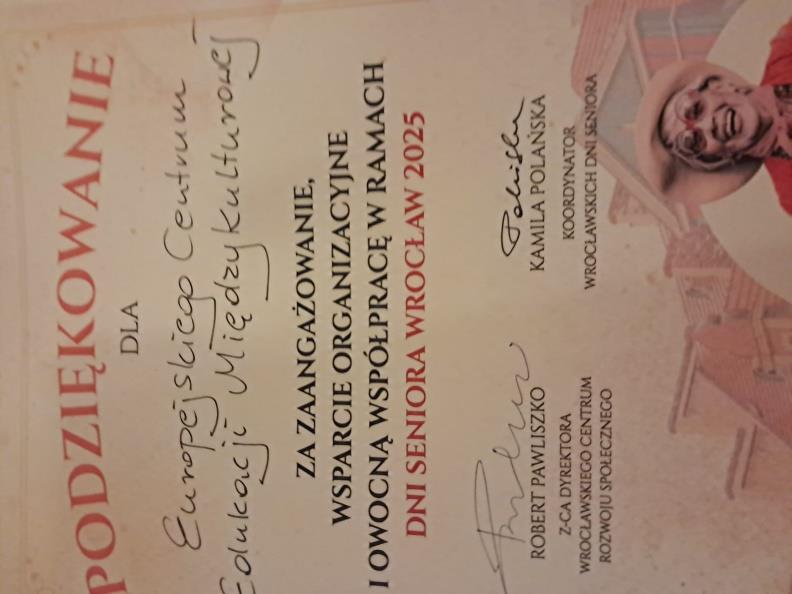 PODZIĘKOWANIE
DLA
Europejskiego Centrum -
Edukacji Międzykulturowej -
ZA ZAANGAŻOWANIE,
WSPARCIE ORGANIZACYJNE
I OWOCNĄ WSPÓŁPRACĘ W RAMACH
DNI SENIORA WROCŁAW 2025
ROBERT PAWLISZKO
Z-CA DYREKTORA
WROCŁAWSKIEGO CENTRUM
ROZWOJU SPOŁECZNEGO
KAMILA POLAŃSKA
KOORDYNATOR
WROCŁAWSKICH DNI SENIORA